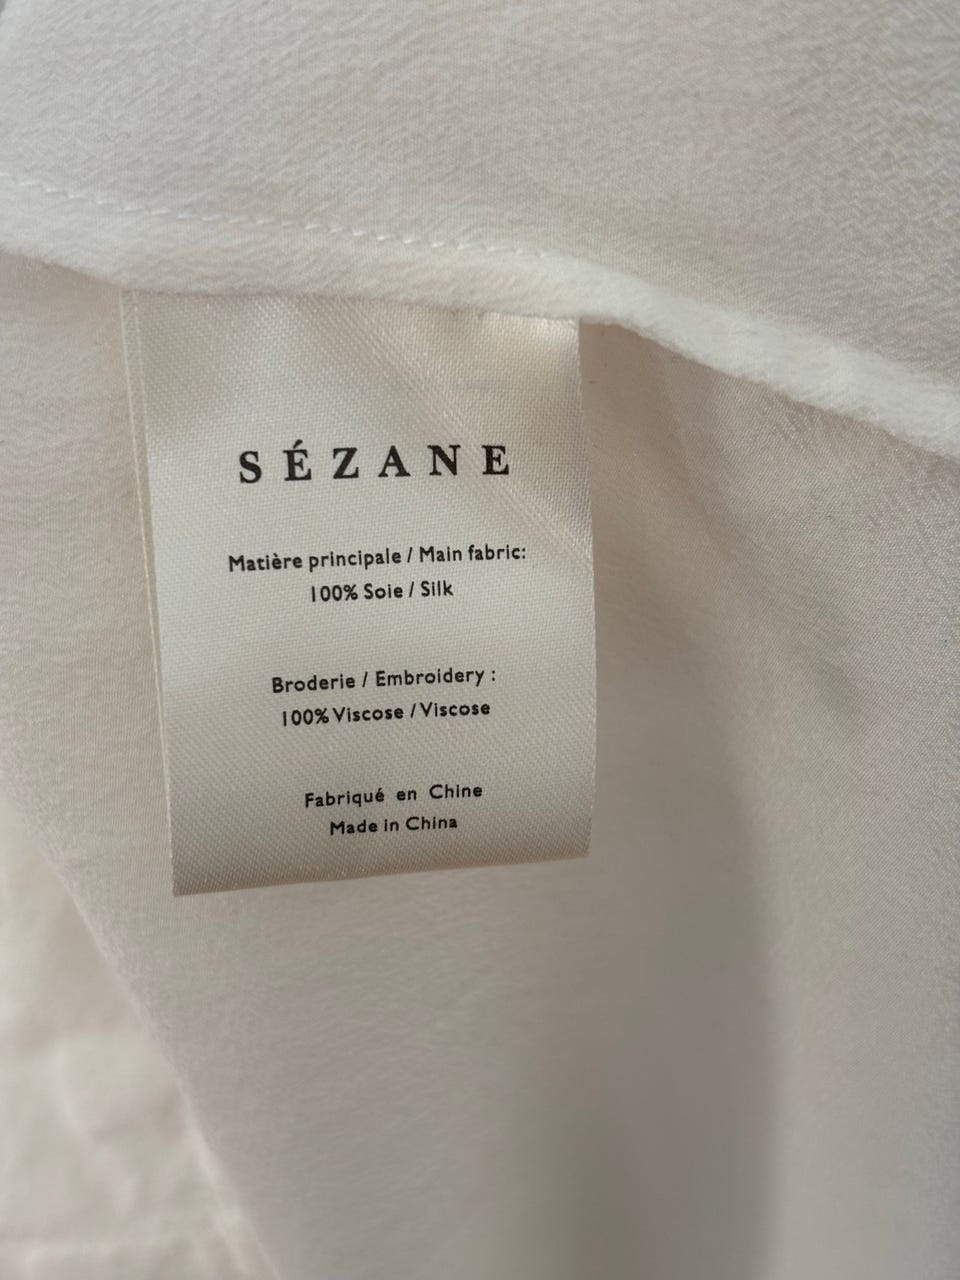 SÉZANE
Matière principale / Main fabric:
100% Soie / Silk
Broderie / Embroidery :
100% Viscose / Viscose
Fabriqué en Chine
Made in China